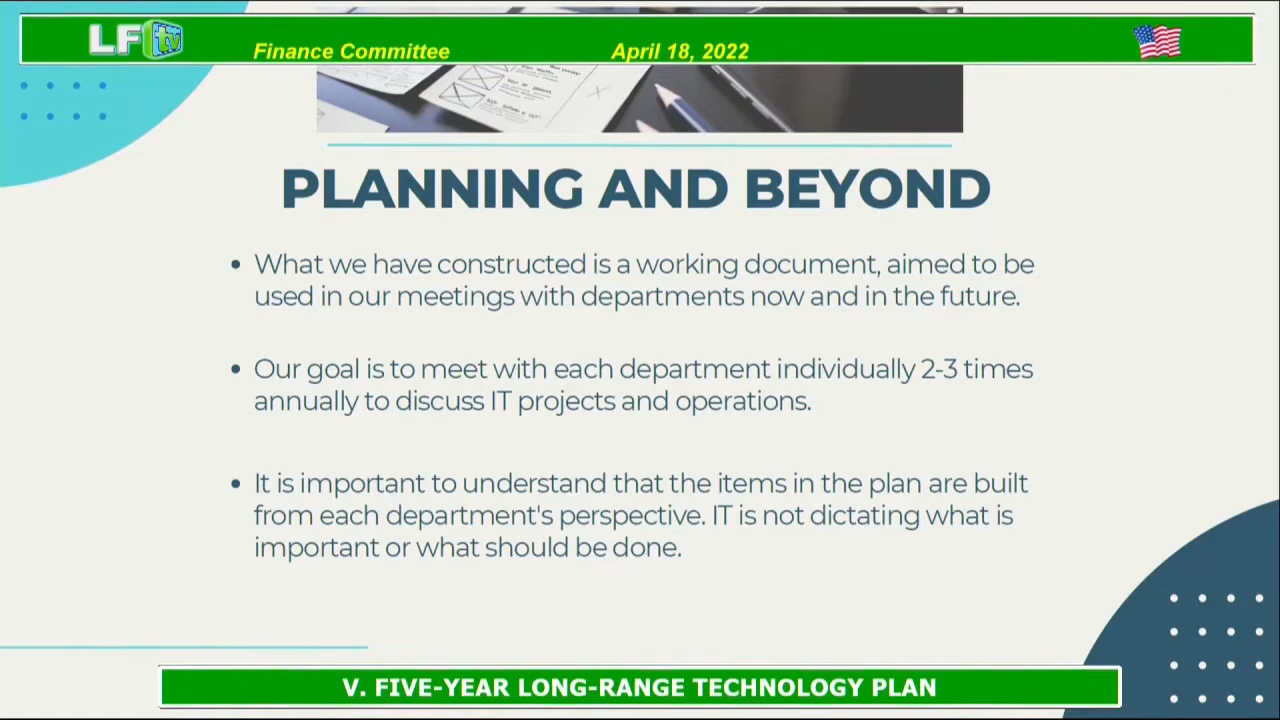 LF tv
Finance Committee April 18, 2022
PLANNING AND BEYOND
• What we have constructed is a working document, aimed to be
used in our meetings with departments now and in the future.
• Our goal is to meet with each department individually 2-3 times
annually to discuss IT projects and operations.
• It is important to understand that the items in the plan are built
from each department's perspective. IT is not dictating what is
important or what should be done.
V. FIVE-YEAR LONG-RANGE TECHNOLOGY PLAN